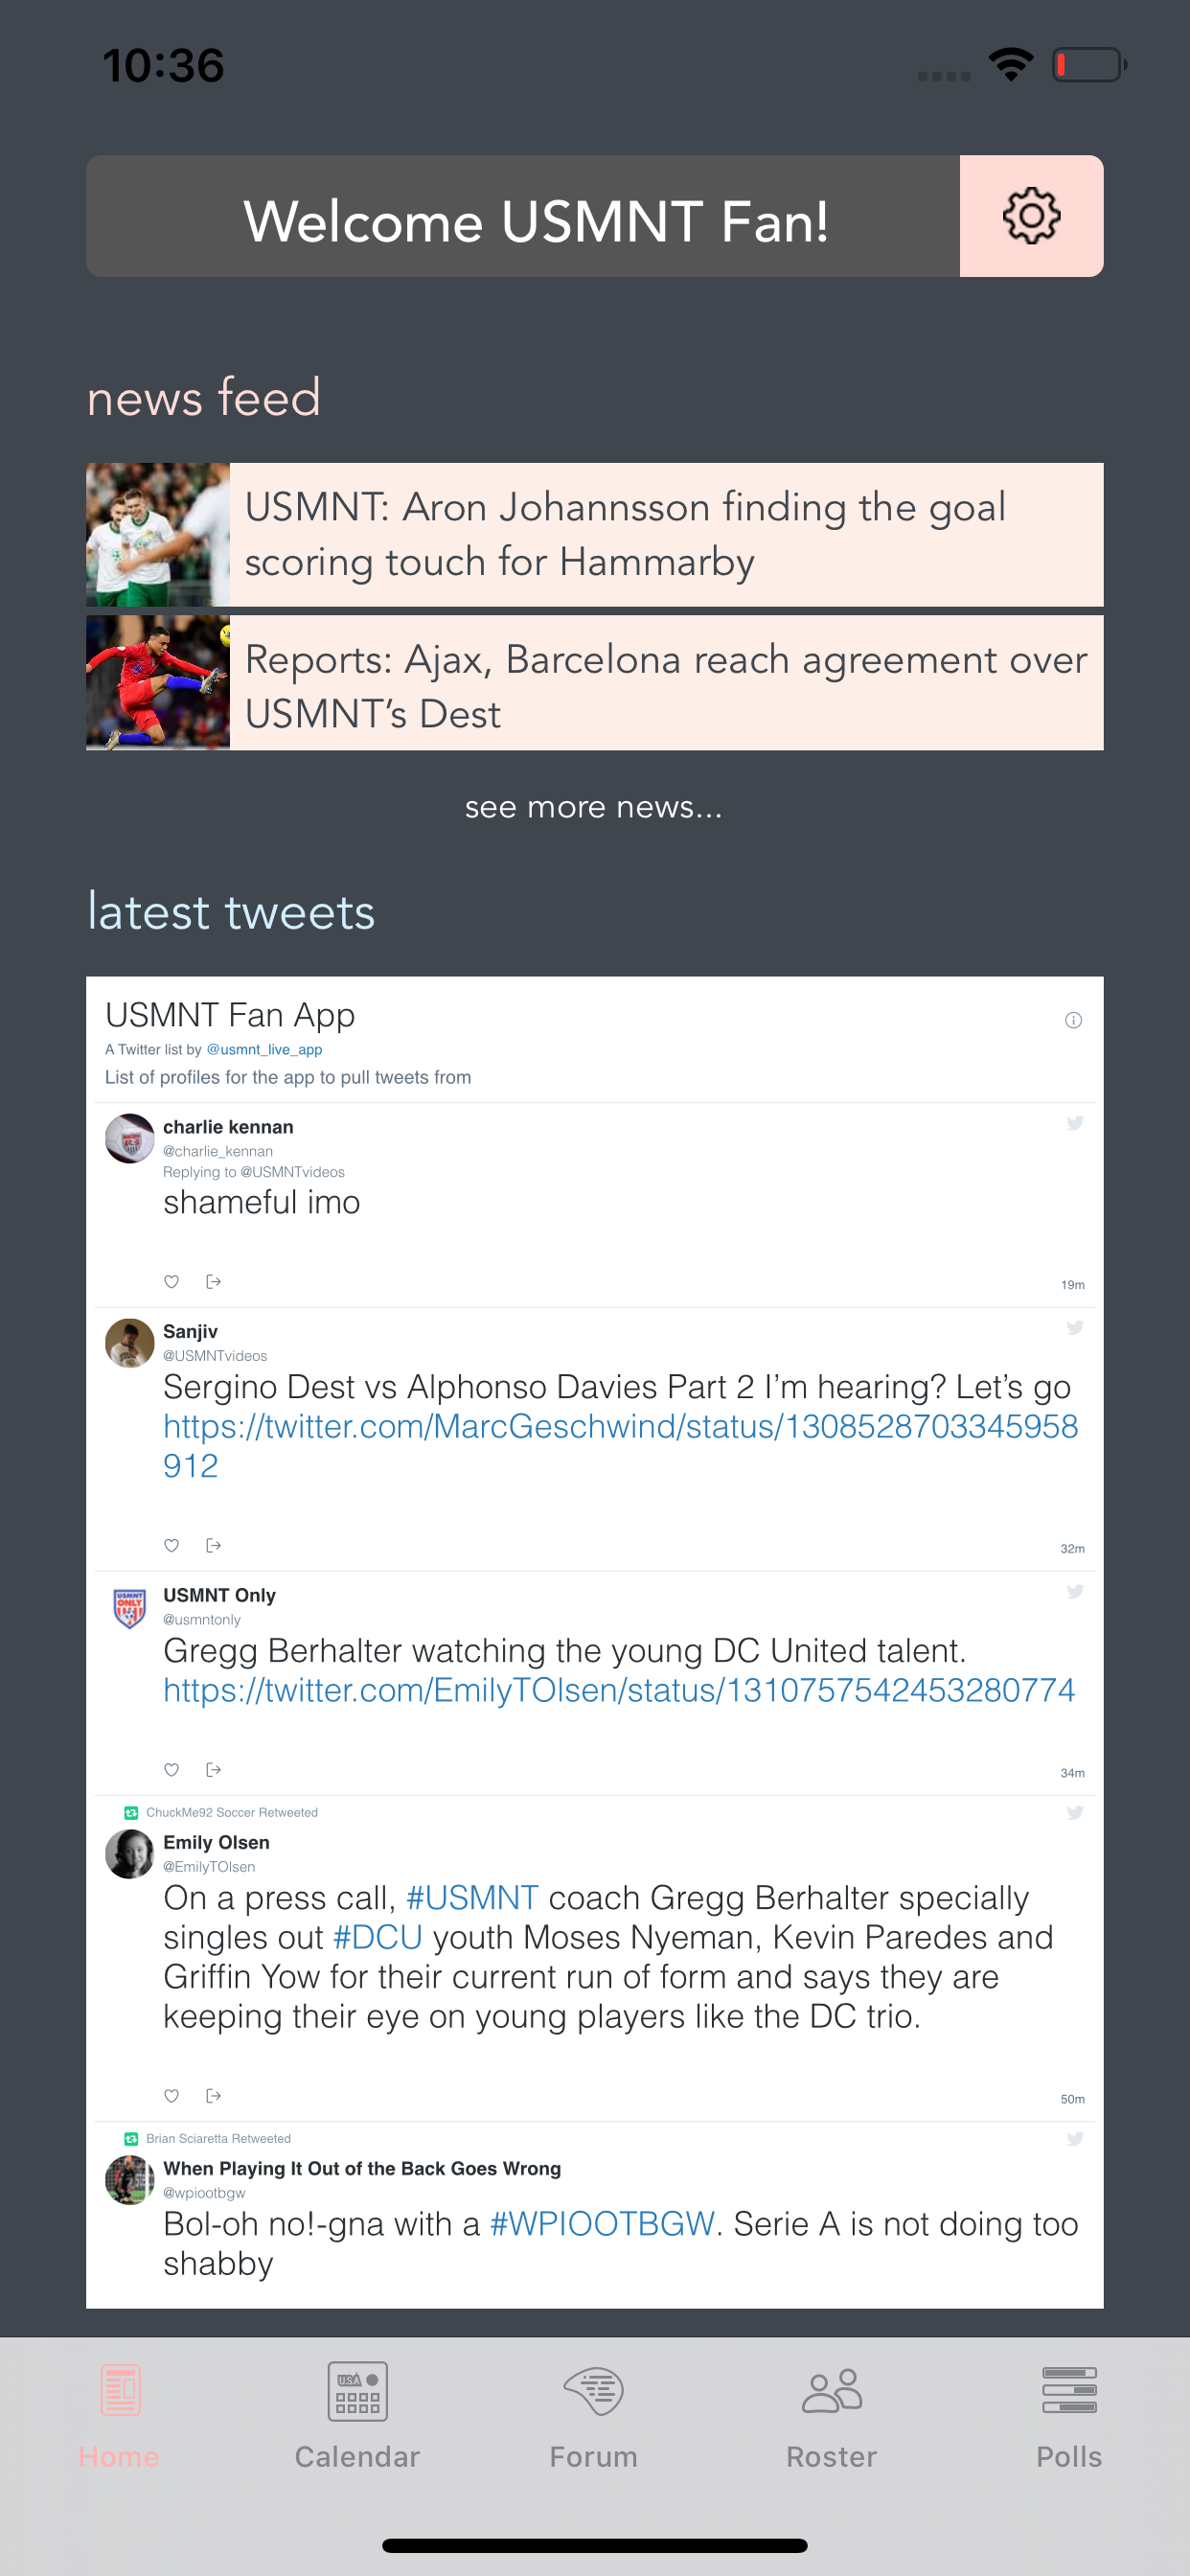 10:36
Welcome USMNT Fan!
news feed
USMNT: Aron Johannsson finding the goal
scoring touch for Hammarby
Reports: Ajax, Barcelona reach agreement over
USMNT’s Dest
see more news...
latest tweets
USMNT Fan App
A Twitter list by @usmnt_live_app
List of profiles for the app to pull tweets from
charlie kennan
@charlie_kennan
Replying to @USMNTvideos
shameful imo
19m
Sanjiv
@USMNTvideos
Sergino Dest vs Alphonso Davies Part 2 I’m hearing? Let’s go
https://twitter.com/MarcGeschwind/status/1308528703345958
912
32m
USMNT
ONLY
USMNT Only
@usmntonly
Gregg Berhalter watching the young DC United talent.
https://twitter.com/EmilyTOlsen/status/1310757542453280774
34m
ChuckMe92 Soccer Retweeted
Emily Olsen
@EmilyTOlsen
On a press call, #USMNT coach Gregg Berhalter specially
singles out #DCU youth Moses Nyeman, Kevin Paredes and
Griffin Yow for their current run of form and says they are
keeping their eye on young players like the DC trio.
50m
Brian Sciaretta Retweeted
When Playing It Out of the Back Goes Wrong
@wpiootbgw
Bol-oh no!-gna with a #WPIOOTBGW. Serie A is not doing too
shabby
USA
Home Calendar Forum Roster Polls